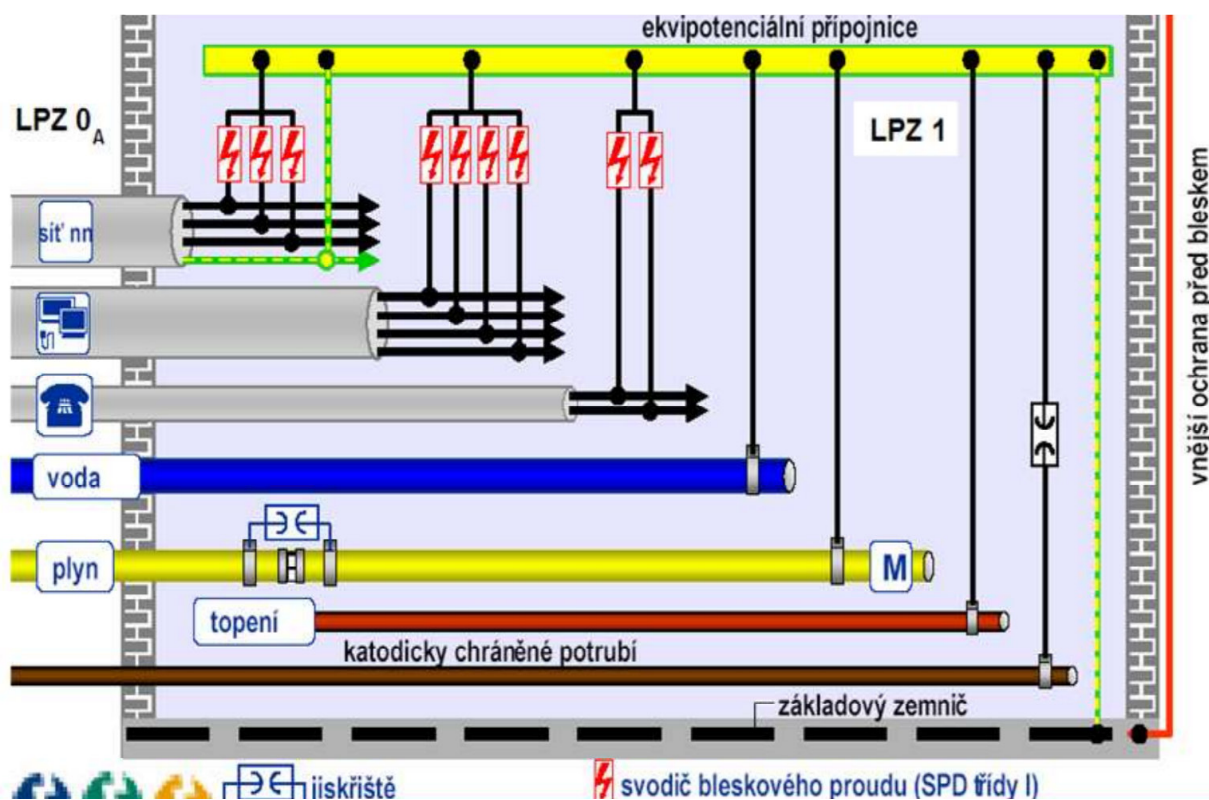 ekvipotenciální přípojnice
LPZ 0A
LPZ 1
síť nn
voda
plyn
M
topení
katodicky chráněné potrubí
základový zemnič
vnější ochrana před bleskem
jiskřiště
svodič bleskového proudu (SPD třídy I)